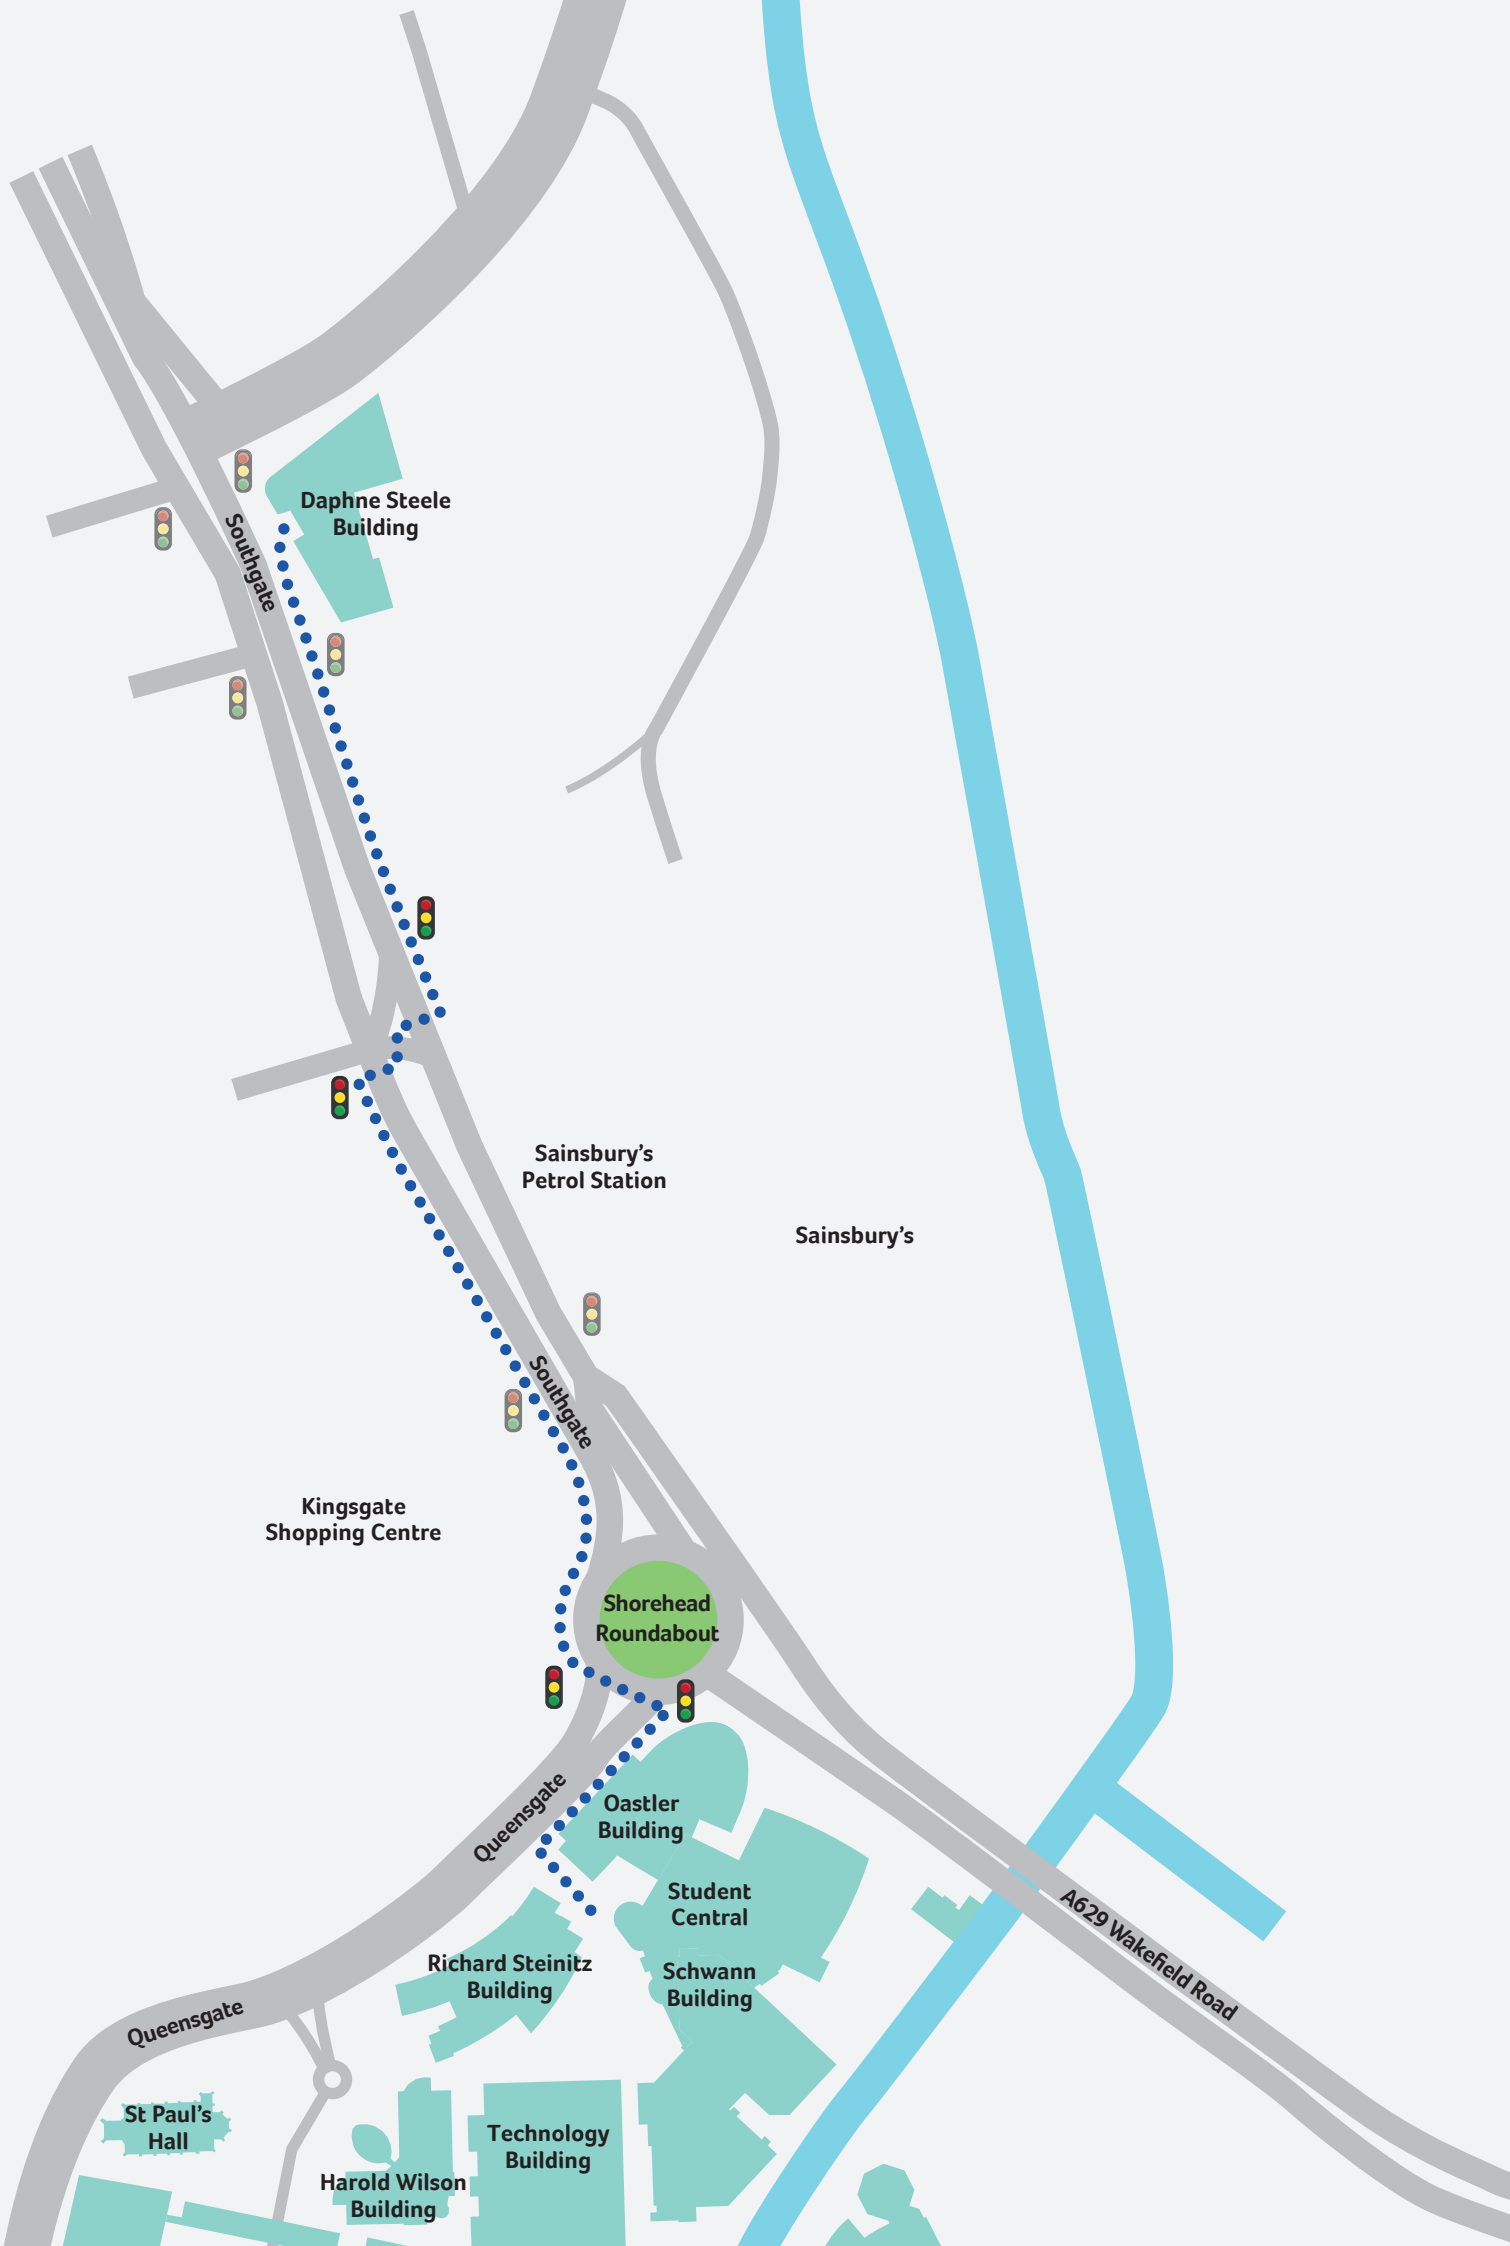 Daphne Steele
Building
Southgate
Sainsbury's
Petrol Station
Sainsbury's
Southgate
Kingsgate
Shopping Centre
Shorehead
Roundabout
Queensgate
Oastler
Building
Student
Central
A629 Wakefield Road
Richard Steinitz
Building
Schwann
Building
Queensgate
St Paul's
Hall
Technology
Building
Harold Wilson
Building